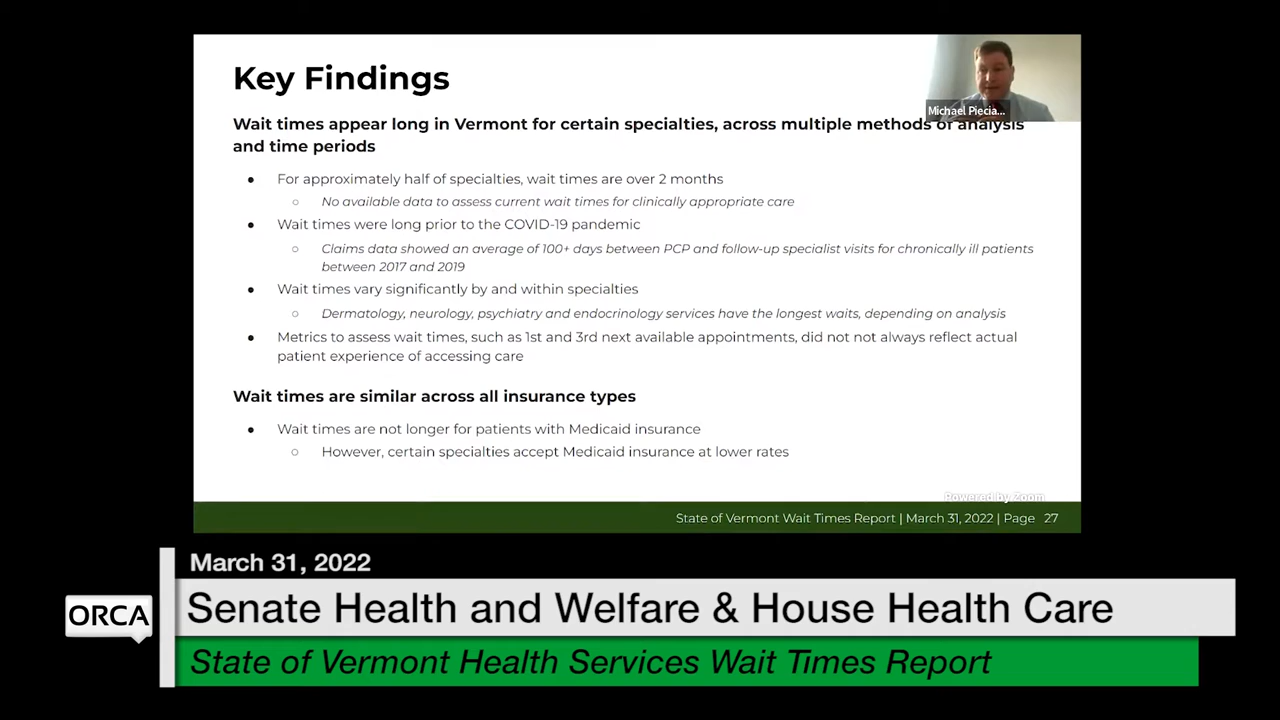 Key Findings
Michael Piecia...
Wait times appear long in Vermont for certain specialties, across multiple methods of analysis
and time periods
● For approximately half of specialties, wait times are over 2 months
○ No available data to assess current wait times for clinically appropriate care
● Wait times were long prior to the COVID-19 pandemic
○ Claims data showed an average of 100+ days between PCP and follow-up specialist visits for chronically ill patients
between 2017 and 2019
● Wait times vary significantly by and within specialties
○ Dermatology, neurology, psychiatry and endocrinology services have the longest waits, depending on analysis
● Metrics to assess wait times, such as 1st and 3rd next available appointments, did not not always reflect actual
patient experience of accessing care
Wait times are similar across all insurance types
● Wait times are not longer for patients with Medicaid insurance
○ However, certain specialties accept Medicaid insurance at lower rates
Powered by Zoom
State of Vermont Wait Times Report | March 31, 2022 | Page 27
March 31, 2022
ORCA
Senate Health and Welfare & House Health Care
State of Vermont Health Services Wait Times Report